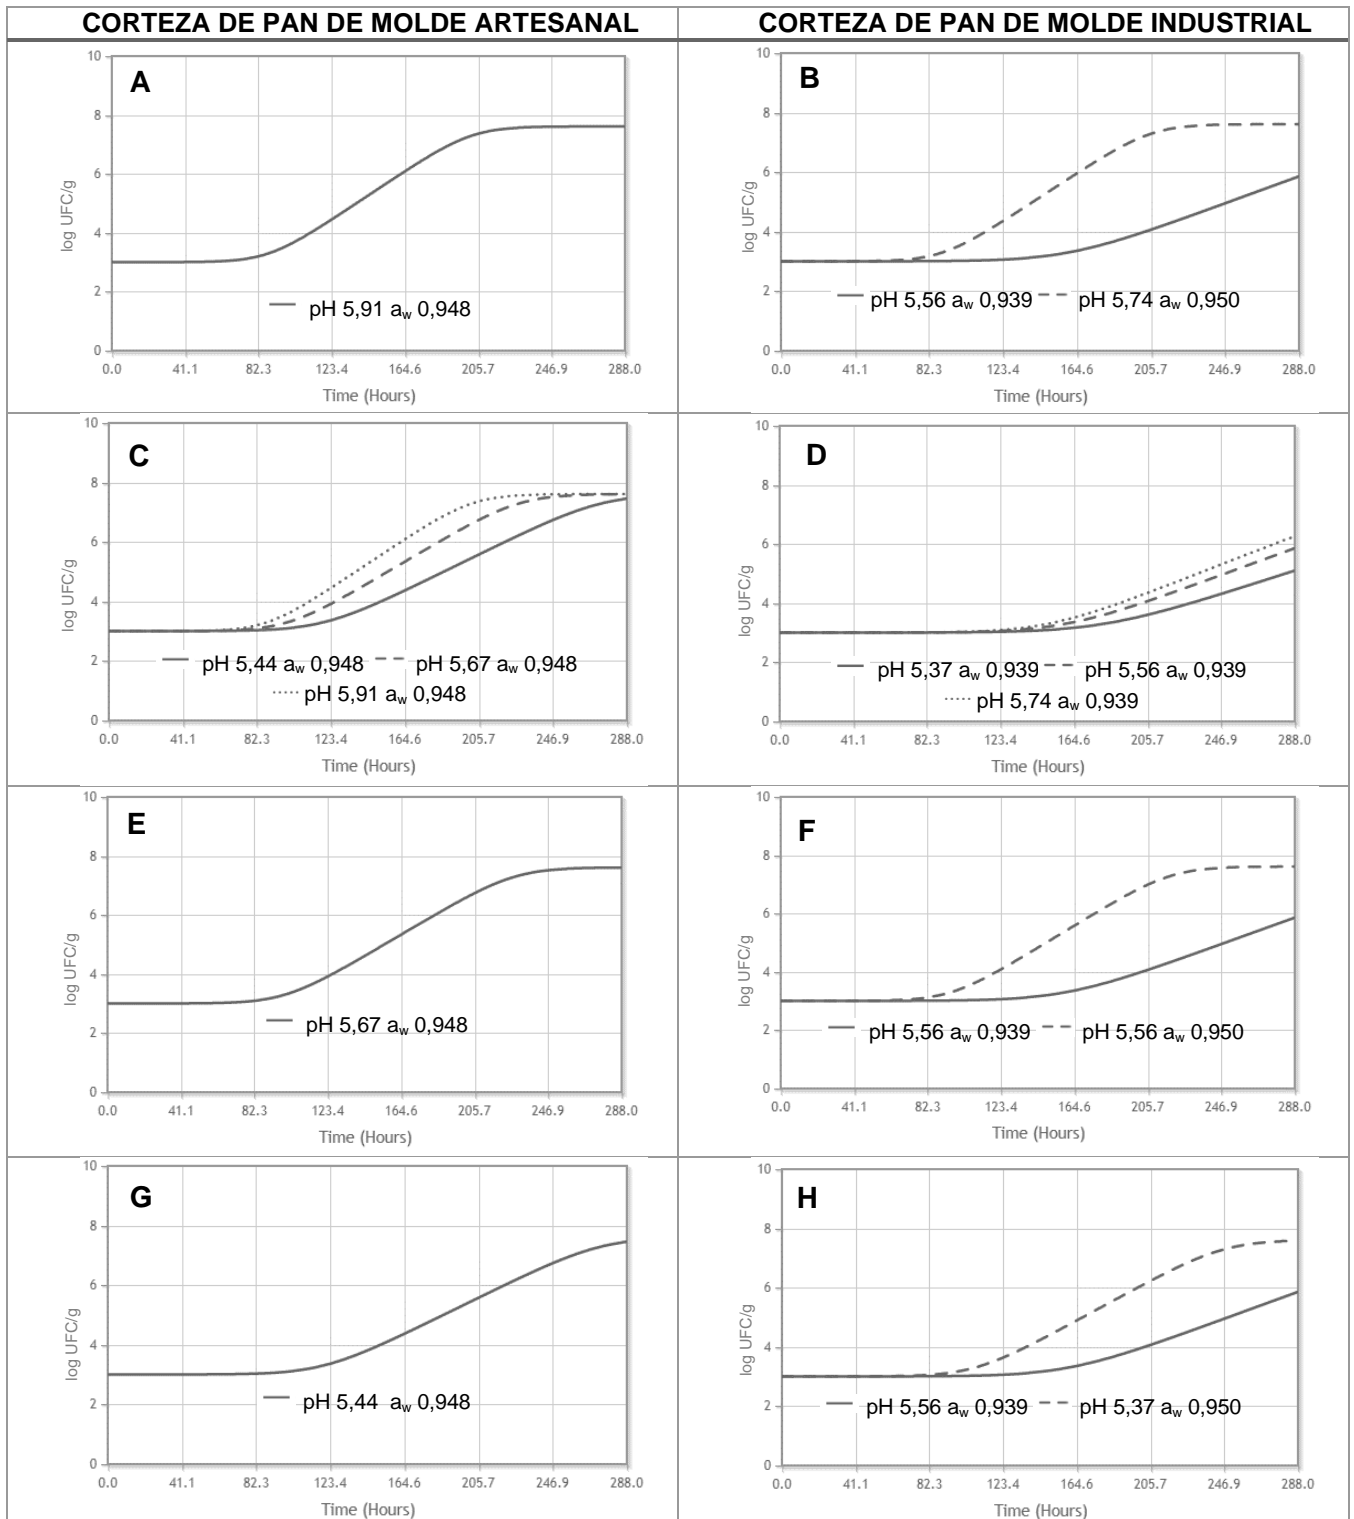 CORTEZA DE PAN DE MOLDE ARTESANAL
CORTEZA DE PAN DE MOLDE INDUSTRIAL
A
10
8
6
4
2
0
log UFC/g
pH 5,91 aw 0,948
0.0 41.1 82.3 123.4 164.6 205.7 246.9 288.0
Time (Hours)
B
10
8
6
4
2
0
log UFC/g
pH 5,56 aw 0,939 pH 5,74 aw 0,950
0.0 41.1 82.3 123.4 164.6 205.7 246.9 288.0
Time (Hours)
C
10
8
6
4
2
0
log UFC/g
pH 5,44 aw 0,948 pH 5,67 aw 0,948
pH 5,91 aw 0,948
0.0 41.1 82.3 123.4 164.6 205.7 246.9 288.0
Time (Hours)
D
10
8
6
4
2
0
log UFC/g
pH 5,37 aw 0,939 pH 5,56 aw 0,939
pH 5,74 aw 0,939
0.0 41.1 82.3 123.4 164.6 205.7 246.9 288.0
Time (Hours)
E
10
8
6
4
2
0
log UFC/g
pH 5,67 aw 0,948
0.0 41.1 82.3 123.4 164.6 205.7 246.9 288.0
Time (Hours)
F
10
8
6
4
2
0
log UFC/g
pH 5,56 aw 0,939 pH 5,56 aw 0,950
0.0 41.1 82.3 123.4 164.6 205.7 246.9 288.0
Time (Hours)
G
10
8
6
4
2
0
log UFC/g
pH 5,44 aw 0,948
0.0 41.1 82.3 123.4 164.6 205.7 246.9 288.0
Time (Hours)
H
10
8
6
4
2
0
log UFC/g
pH 5,56 aw 0,939 pH 5,37 aw 0,950
0.0 41.1 82.3 123.4 164.6 205.7 246.9 288.0
Time (Hours)